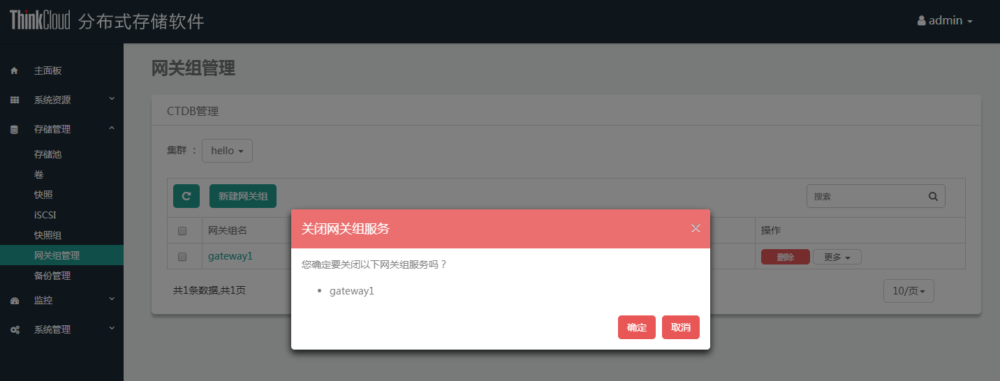 ThinkCloud 分布式存储软件
admin
主面板
系统资源
存储管理
存储池
卷
快照
iSCSI
快照组
网关组管理
备份管理
监控
系统管理
网关组管理
CTDB管理
集群 ： hello
新建网关组
搜索
网关组名
操作
gateway1
删除
更多
共1条数据,共1页
10/页
关闭网关组服务
您确定要关闭以下网关组服务吗？
gateway1
确定
取消